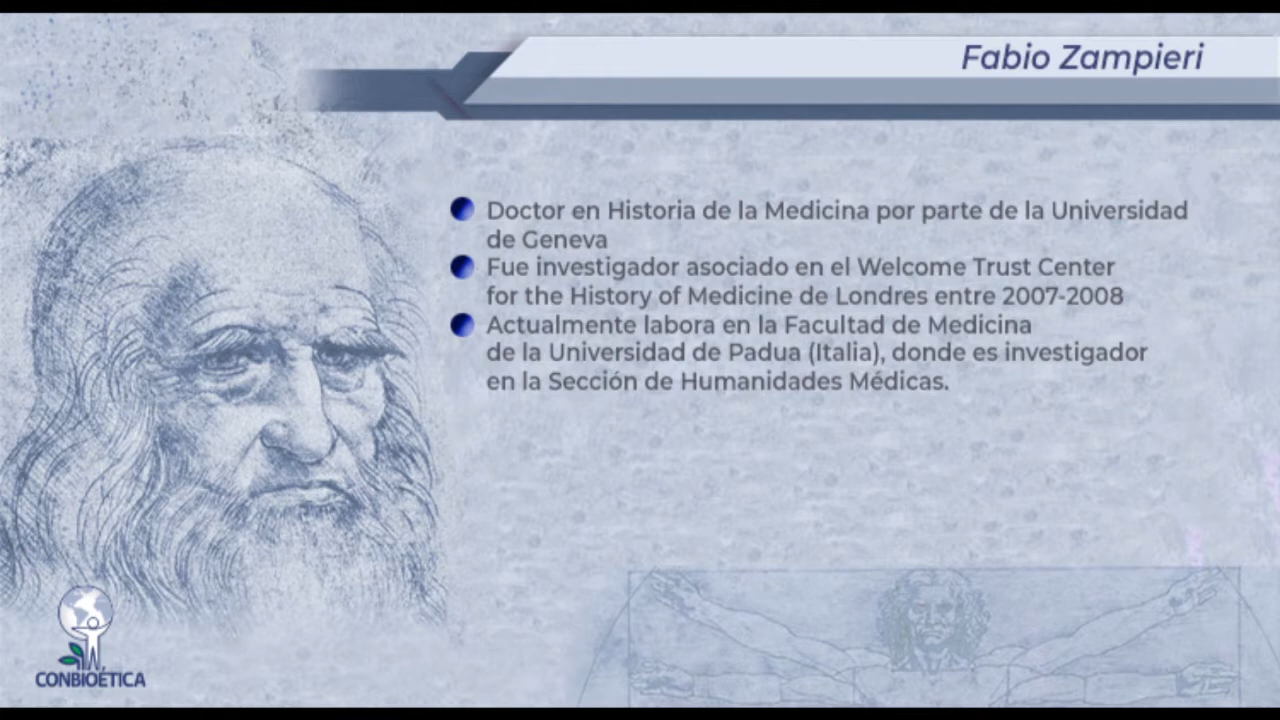 Fabio Zampieri
Doctor en Historia de la Medicina por parte de la Universidad
de Geneva
Fue investigador asociado en el Welcome Trust Center
for the History of Medicine de Londres entre 2007-2008
Actualmente labora en la Facultad de Medicina
de la Universidad de Padua (Italia), donde es investigador
en la Sección de Humanidades Médicas.
CONBIOÉTICA